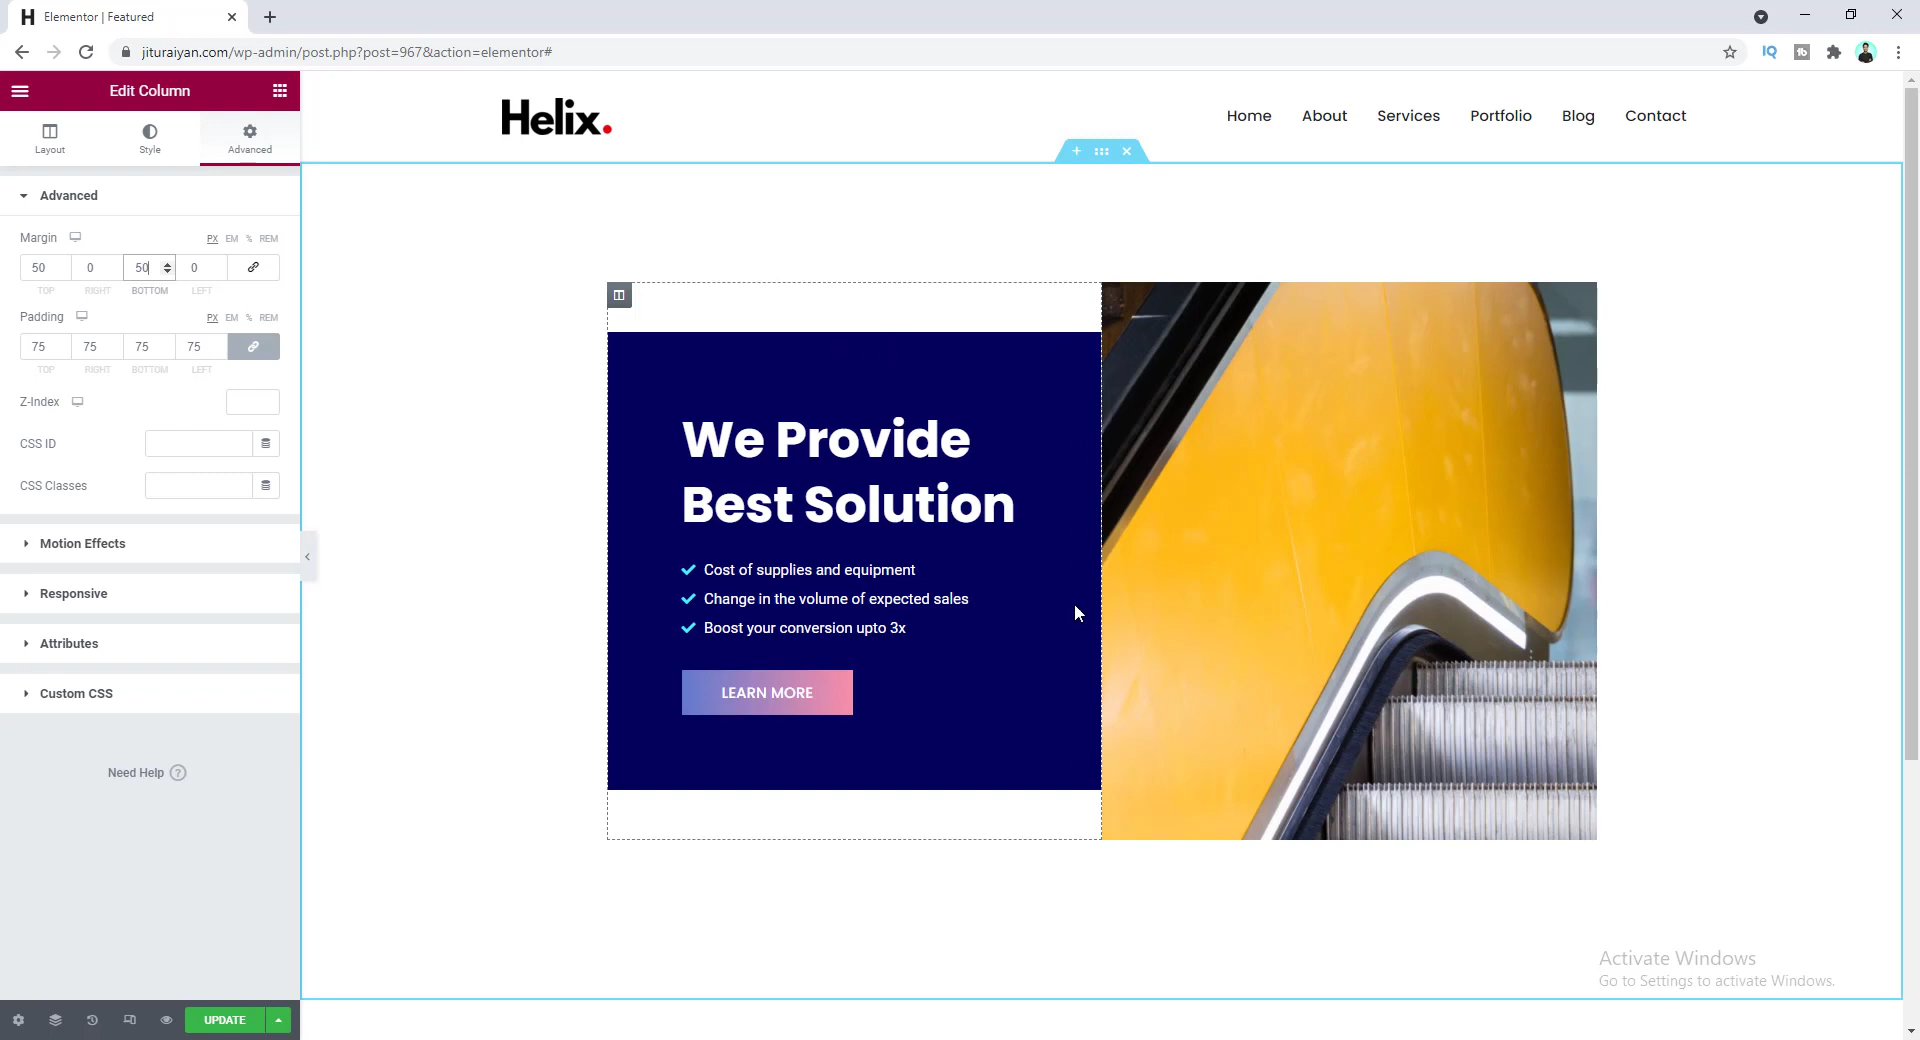 Elementor | Featured
jituraiyan.com/wp-admin/post.php?post=967&action=elementor#
Edit Column
Layout
Style
Advanced
Advanced
Margin
PX EM % REM
50 0 50 0
TOP RIGHT BOTTOM LEFT
Padding
PX EM % REM
75 75 75 75
TOP RIGHT BOTTOM LEFT
Z-Index
CSS ID
CSS Classes
Motion Effects
Responsive
Attributes
Custom CSS
Need Help ?
UPDATE
Helix.
Home About Services Portfolio Blog Contact
We Provide
Best Solution
Cost of supplies and equipment
Change in the volume of expected sales
Boost your conversion upto 3x
LEARN MORE
Activate Windows
Go to Settings to activate Windows.
IQ
tb